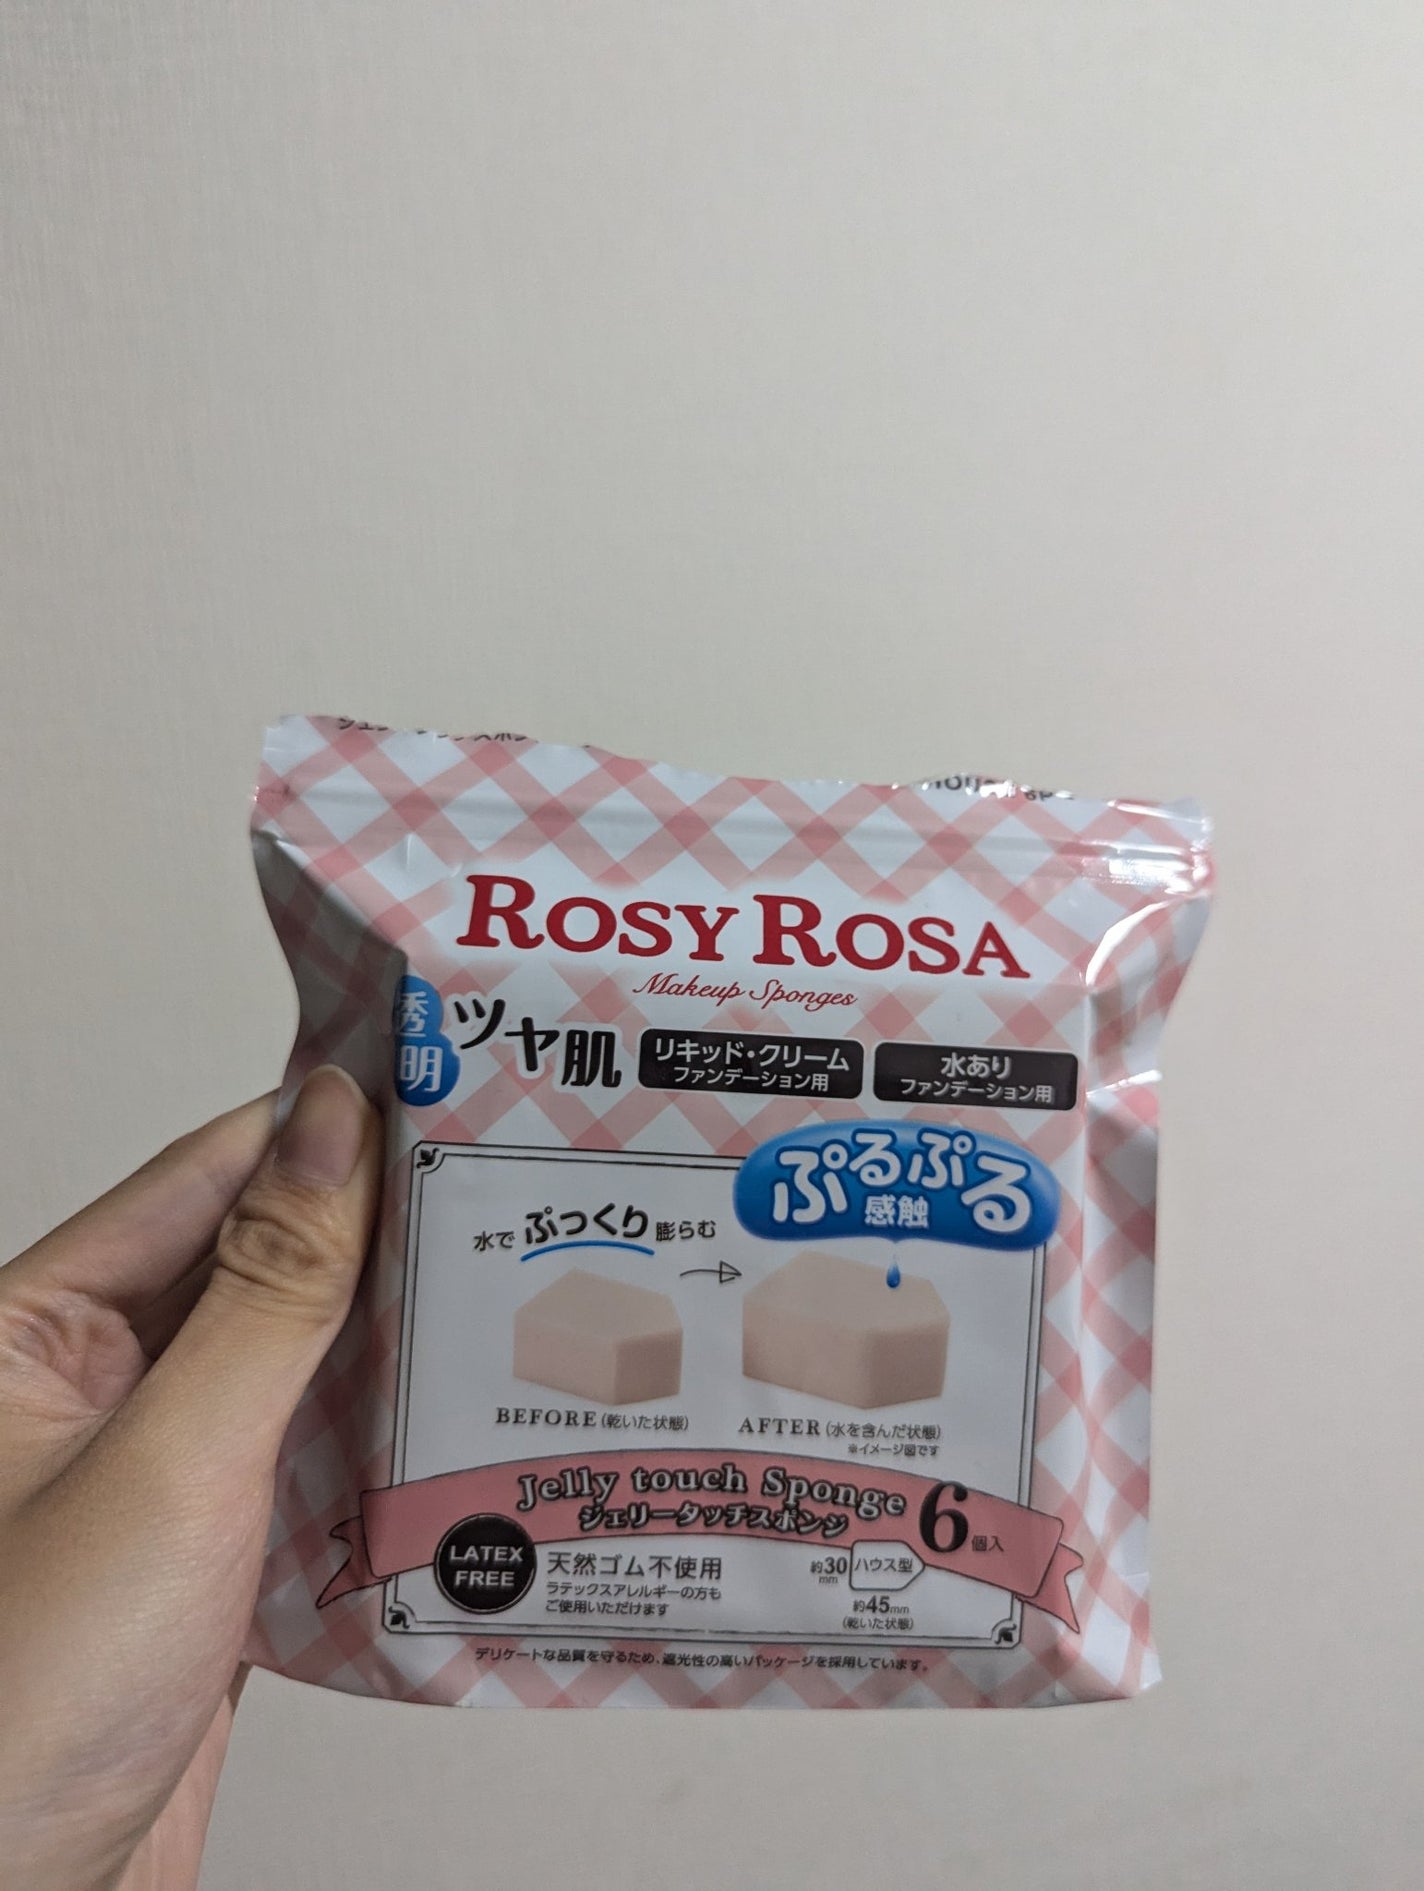 ROSY ROSA
Makeup Sponges
透明
ツヤ肌
リキッド・クリーム
ファンデーション用
水あり
ファンデーション用
ぷるぷる
感触
水でぷっくり膨らむ
BEFORE(乾いた状態)
AFTER(水を含んだ状態)
※イメージ図です
Jelly touch Sponge
ジェリータッチスポンジ
6個入
LATEX
FREE
天然ゴム不使用
ラテックスアレルギーの方も
ご使用いただけます
約30mm
ハウス型
約45mm
(乾いた状態)
デリケートな品質を守るため、遮光性の高いパッケージを採用しています。